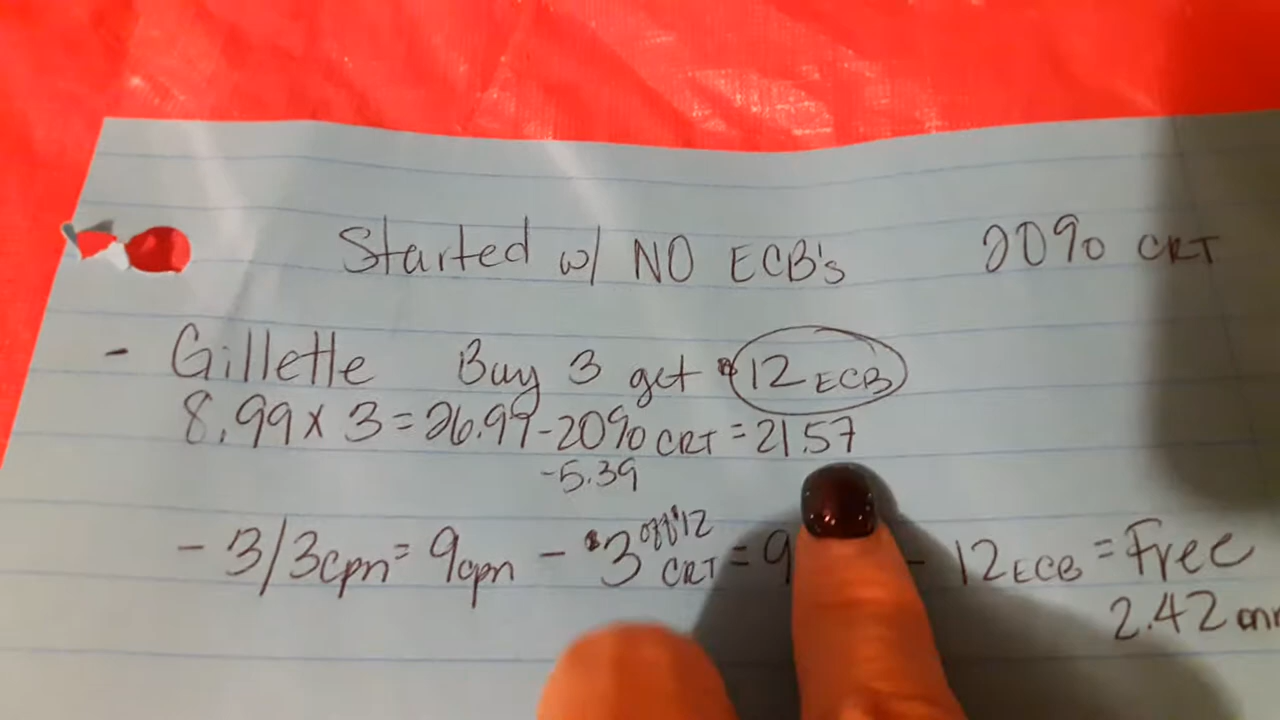 Started w/ NO ECB's 20% CRT
- Gillette Buy 3 get $12 ECB
8.99 x 3 = 26.97 - 20% CRT = 21.57
-5.39
- 3/3cpn = 9cpn - $3 off $12 CRT = 9 - 12 ECB = Free
2.42